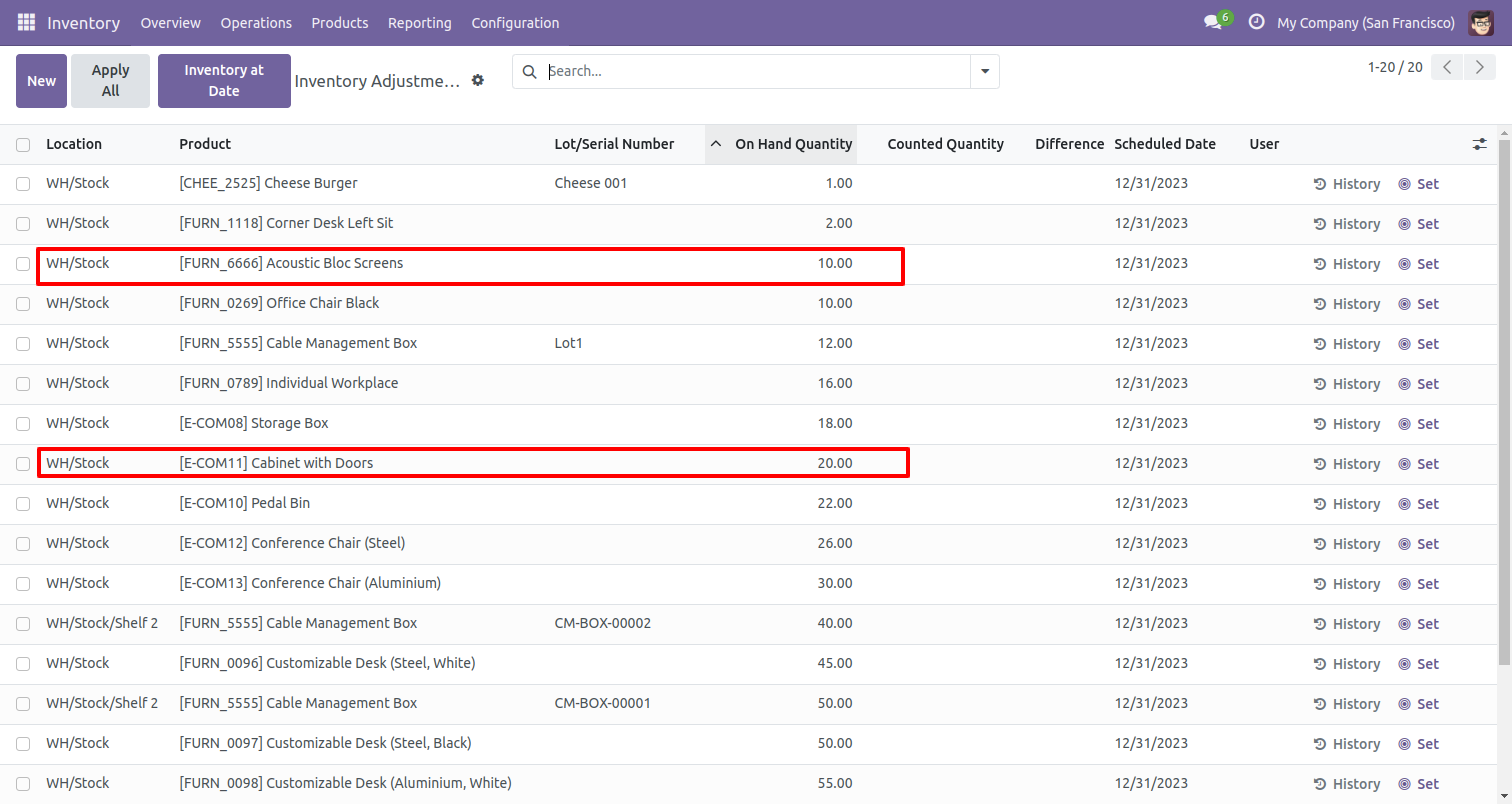 Inventory Overview Operations Products Reporting Configuration 6 My Company (San Francisco)
New Apply All Inventory at Date Inventory Adjustme... Search... 1-20 / 20
Location Product Lot/Serial Number On Hand Quantity Counted Quantity Difference Scheduled Date User
WH/Stock [CHEE_2525] Cheese Burger Cheese 001 1.00 12/31/2023 History Set
WH/Stock [FURN_1118] Corner Desk Left Sit 2.00 12/31/2023 History Set
WH/Stock [FURN_6666] Acoustic Bloc Screens 10.00 12/31/2023 History Set
WH/Stock [FURN_0269] Office Chair Black 10.00 12/31/2023 History Set
WH/Stock [FURN_5555] Cable Management Box Lot1 12.00 12/31/2023 History Set
WH/Stock [FURN_0789] Individual Workplace 16.00 12/31/2023 History Set
WH/Stock [E-COM08] Storage Box 18.00 12/31/2023 History Set
WH/Stock [E-COM11] Cabinet with Doors 20.00 12/31/2023 History Set
WH/Stock [E-COM10] Pedal Bin 22.00 12/31/2023 History Set
WH/Stock [E-COM12] Conference Chair (Steel) 26.00 12/31/2023 History Set
WH/Stock [E-COM13] Conference Chair (Aluminium) 30.00 12/31/2023 History Set
WH/Stock/Shelf 2 [FURN_5555] Cable Management Box CM-BOX-00002 40.00 12/31/2023 History Set
WH/Stock [FURN_0096] Customizable Desk (Steel, White) 45.00 12/31/2023 History Set
WH/Stock/Shelf 2 [FURN_5555] Cable Management Box CM-BOX-00001 50.00 12/31/2023 History Set
WH/Stock [FURN_0097] Customizable Desk (Steel, Black) 50.00 12/31/2023 History Set
WH/Stock [FURN_0098] Customizable Desk (Aluminium, White) 55.00 12/31/2023 History Set